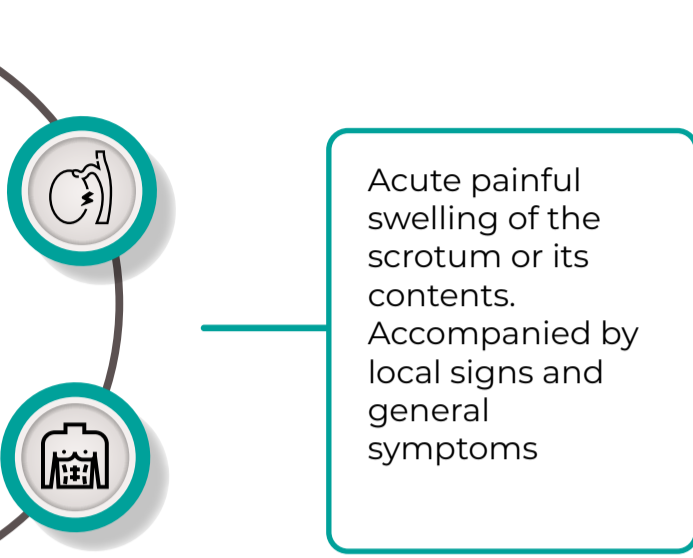 Acute painful
swelling of the
scrotum or its
contents.
Accompanied by
local signs and
general
symptoms